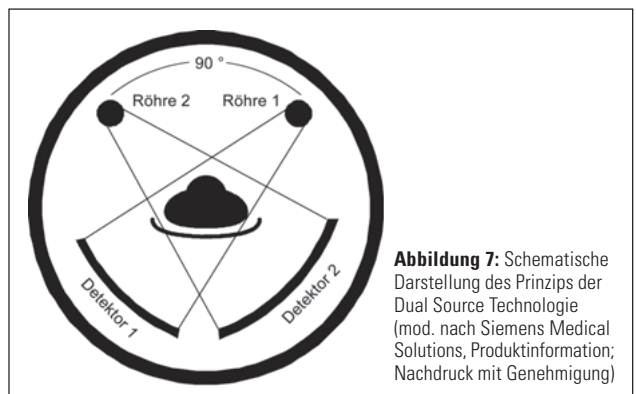 90 °
Röhre 2
Röhre 1
Detektor 1
Detektor 2
Abbildung 7: Schematische
Darstellung des Prinzips der
Dual Source Technologie
(mod. nach Siemens Medical
Solutions, Produktinformation;
Nachdruck mit Genehmigung)